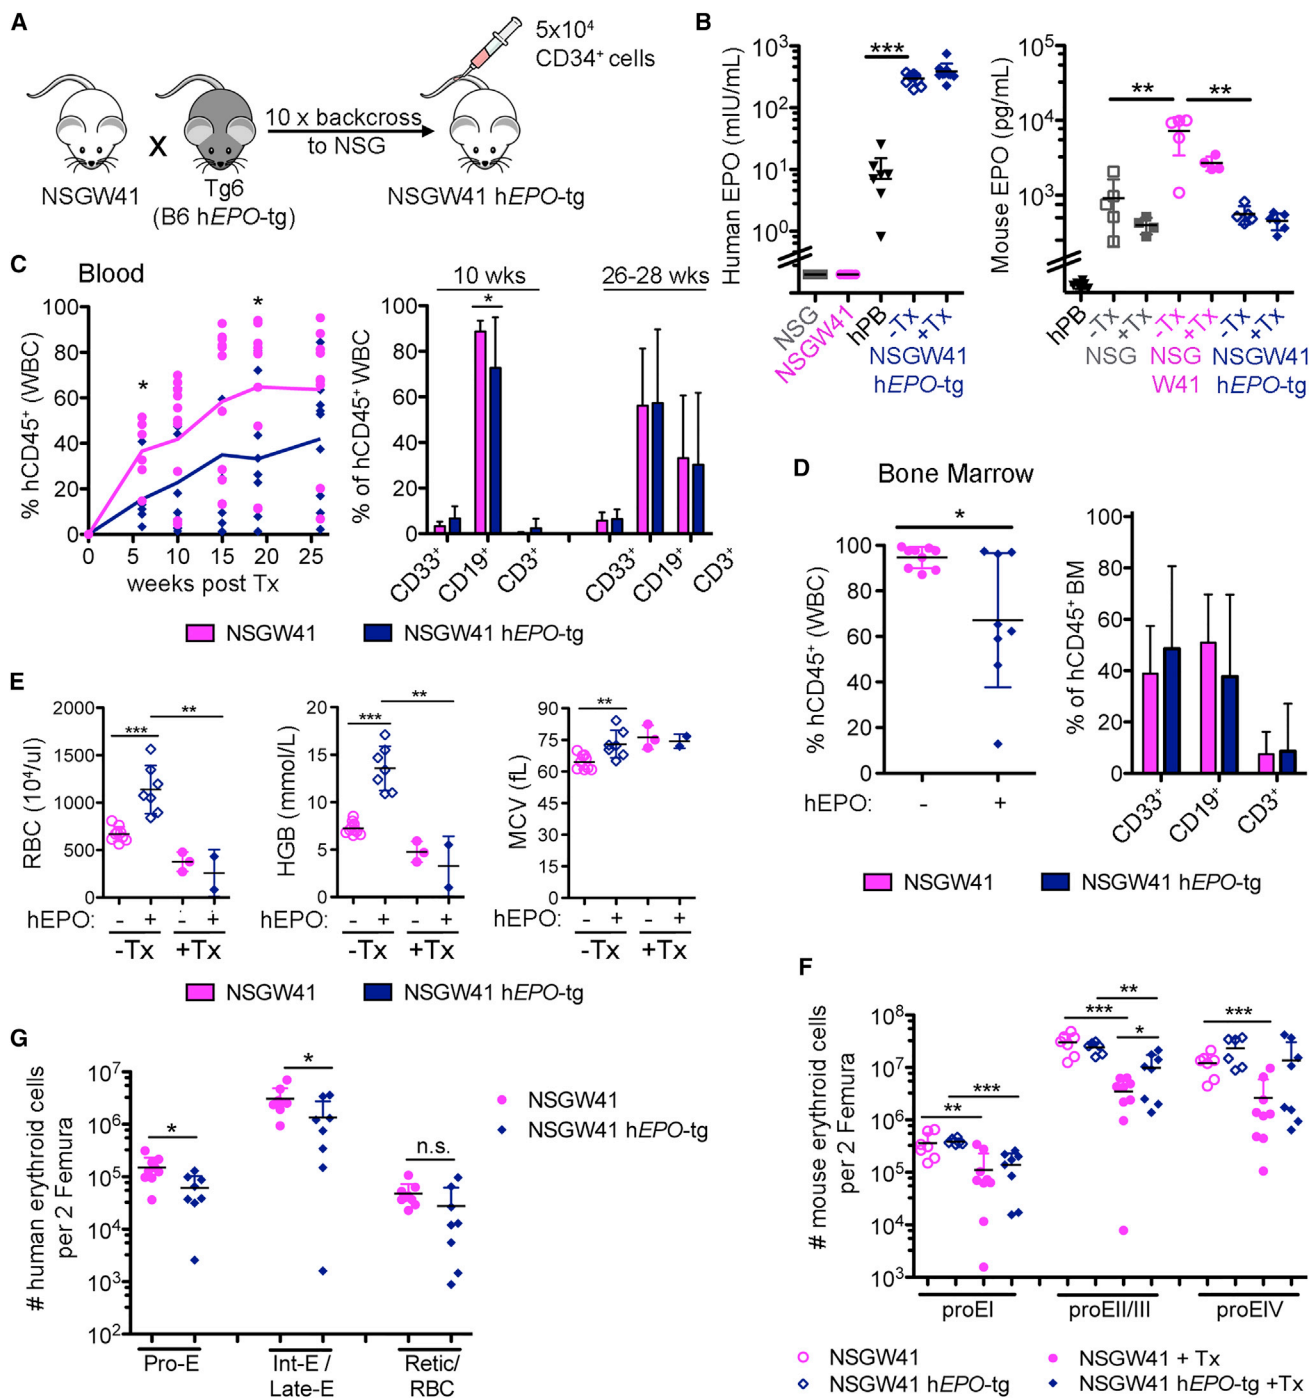 A
5x10⁴
CD34⁺ cells
X
10 x backcross
to NSG
NSGW41
Tg6
(B6 hEPO-tg)
NSGW41 hEPO-tg
B
Human EPO (mIU/mL)
10³
10²
10¹
10⁰
***
NSG
NSGW41
hPB
-Tx
+Tx
NSGW41
hEPO-tg
Mouse EPO (pg/mL)
10⁵
10⁴
10³
**
**
hPB
-Tx
+Tx
NSG
-Tx
+Tx
NSG
W41
-Tx
+Tx
NSGW41
hEPO-tg
C
Blood
% hCD45⁺ (WBC)
100
80
60
40
20
0
*
*
0 5 10 15 20 25
weeks post Tx
10 wks
26-28 wks
% of hCD45⁺ WBC
100
80
60
40
20
0
*
CD33⁺
CD19⁺
CD3⁺
CD33⁺
CD19⁺
CD3⁺
NSGW41
NSGW41 hEPO-tg
D
Bone Marrow
% hCD45⁺ (WBC)
100
80
60
40
20
0
*
hEPO: - +
% of hCD45⁺ BM
100
80
60
40
20
0
CD33⁺
CD19⁺
CD3⁺
NSGW41
NSGW41 hEPO-tg
E
RBC (10⁴/ul)
2000
1500
1000
500
0
***
**
hEPO: - + - +
-Tx +Tx
HGB (mmol/L)
20
15
10
5
0
***
**
hEPO: - + - +
-Tx +Tx
MCV (fL)
90
75
60
45
30
15
0
**
hEPO: - + - +
-Tx +Tx
NSGW41
NSGW41 hEPO-tg
F
# mouse erythroid cells
per 2 Femura
10⁸
10⁷
10⁶
10⁵
10⁴
10³
**
***
***
**
*
***
proEI
proEII/III
proEIV
NSGW41
NSGW41 hEPO-tg
NSGW41 + Tx
NSGW41 hEPO-tg +Tx
G
# human erythroid cells
per 2 Femura
10⁷
10⁶
10⁵
10⁴
10³
10²
*
*
n.s.
Pro-E
Int-E /
Late-E
Retic/
RBC
NSGW41
NSGW41 hEPO-tg